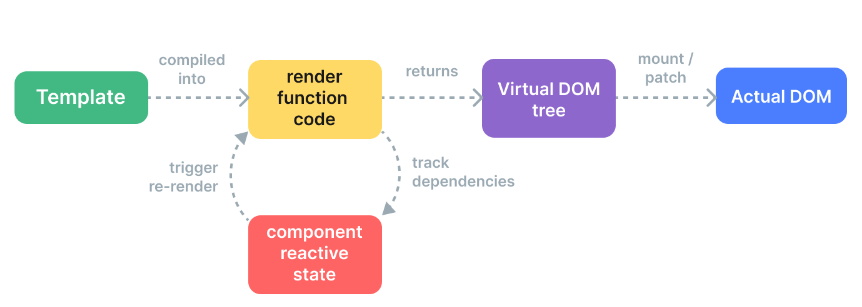 Template
compiled
into
render
function
code
returns
Virtual DOM
tree
mount /
patch
Actual DOM
trigger
re-render
track
dependencies
component
reactive
state